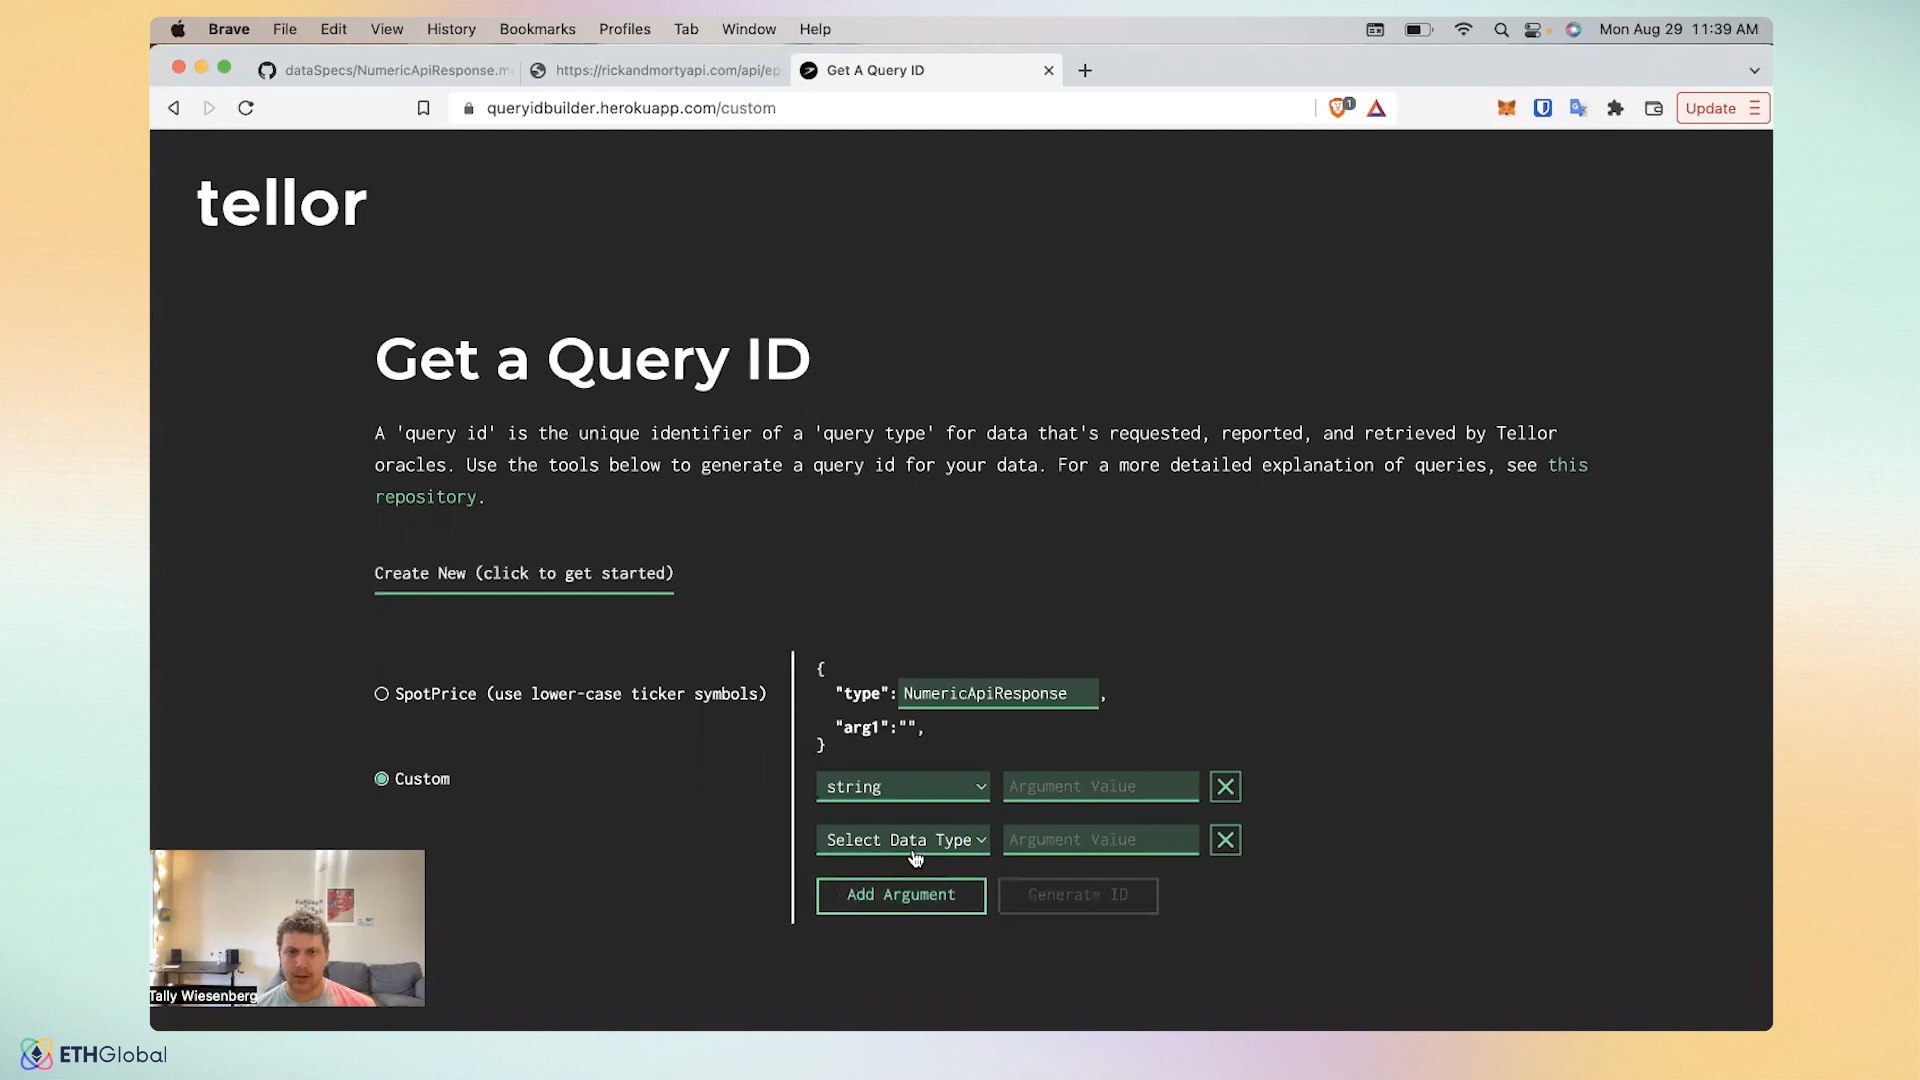 Brave File Edit View History Bookmarks Profiles Tab Window Help Mon Aug 29 11:39 AM
dataSpecs/NumericApiResponse.m https://rickandmortyapi.com/api/ep Get A Query ID
queryidbuilder.herokuapp.com/custom 1 Update
tellor
Get a Query ID
A 'query id' is the unique identifier of a 'query type' for data that's requested, reported, and retrieved by Tellor
oracles. Use the tools below to generate a query id for your data. For a more detailed explanation of queries, see this
repository.
Create New (click to get started)
SpotPrice (use lower-case ticker symbols)
Custom
{
"type": NumericApiResponse ,
"arg1":"",
}
string Argument Value
Select Data Type Argument Value
Add Argument Generate ID
Tally Wiesenberg
ETHGlobal